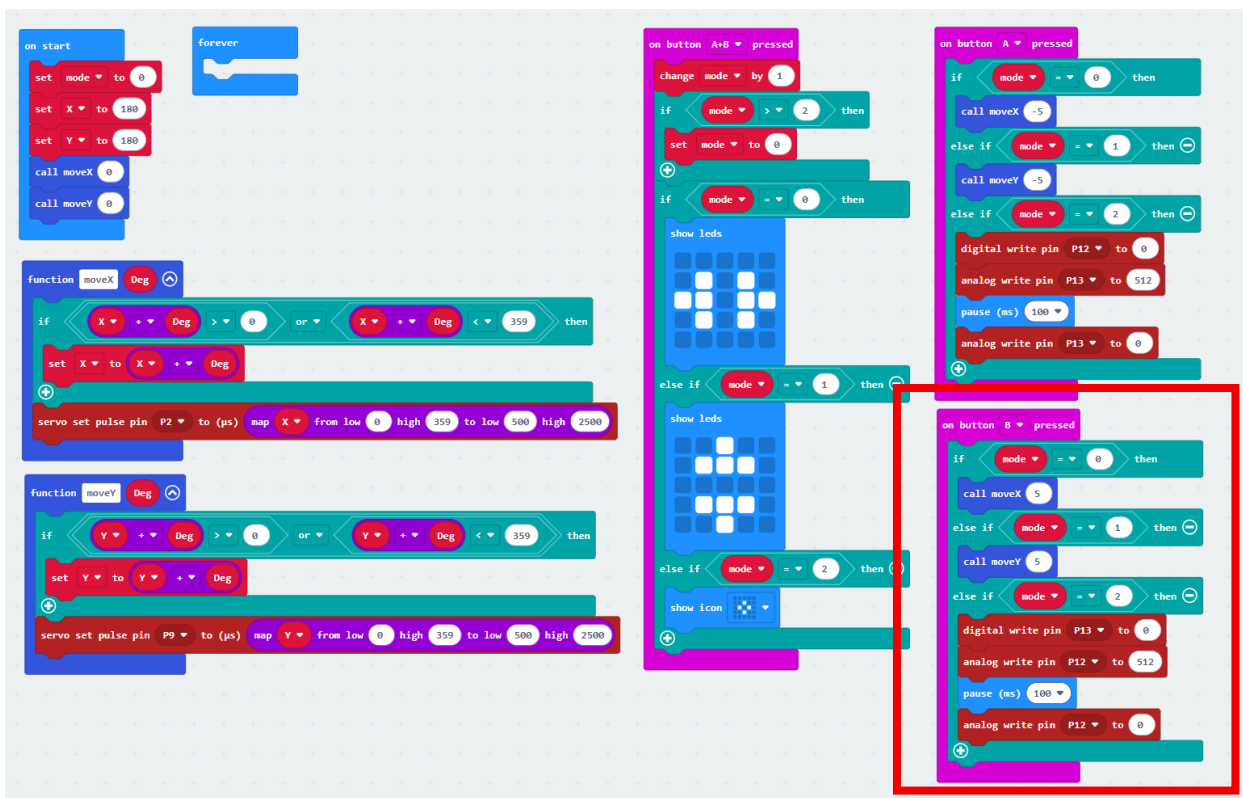 on start
set mode to 0
set X to 180
set Y to 180
call moveX 0
call moveY 0
forever
function moveX Deg
if X + Deg > 0 or X + Deg < 359 then
set X to X + Deg
servo set pulse pin P2 to (μs) map X from low 0 high 359 to low 500 high 2500
function moveY Deg
if Y + Deg > 0 or Y + Deg < 359 then
set Y to Y + Deg
servo set pulse pin P9 to (μs) map Y from low 0 high 359 to low 500 high 2500
on button A+B pressed
change mode by 1
if mode > 2 then
set mode to 0
if mode = 0 then
show leds
else if mode = 1 then
show leds
else if mode = 2 then
show icon
on button A pressed
if mode = 0 then
call moveX -5
else if mode = 1 then
call moveY -5
else if mode = 2 then
digital write pin P12 to 0
analog write pin P13 to 512
pause (ms) 100
analog write pin P13 to 0
on button B pressed
if mode = 0 then
call moveX 5
else if mode = 1 then
call moveY 5
else if mode = 2 then
digital write pin P13 to 0
analog write pin P12 to 512
pause (ms) 100
analog write pin P12 to 0